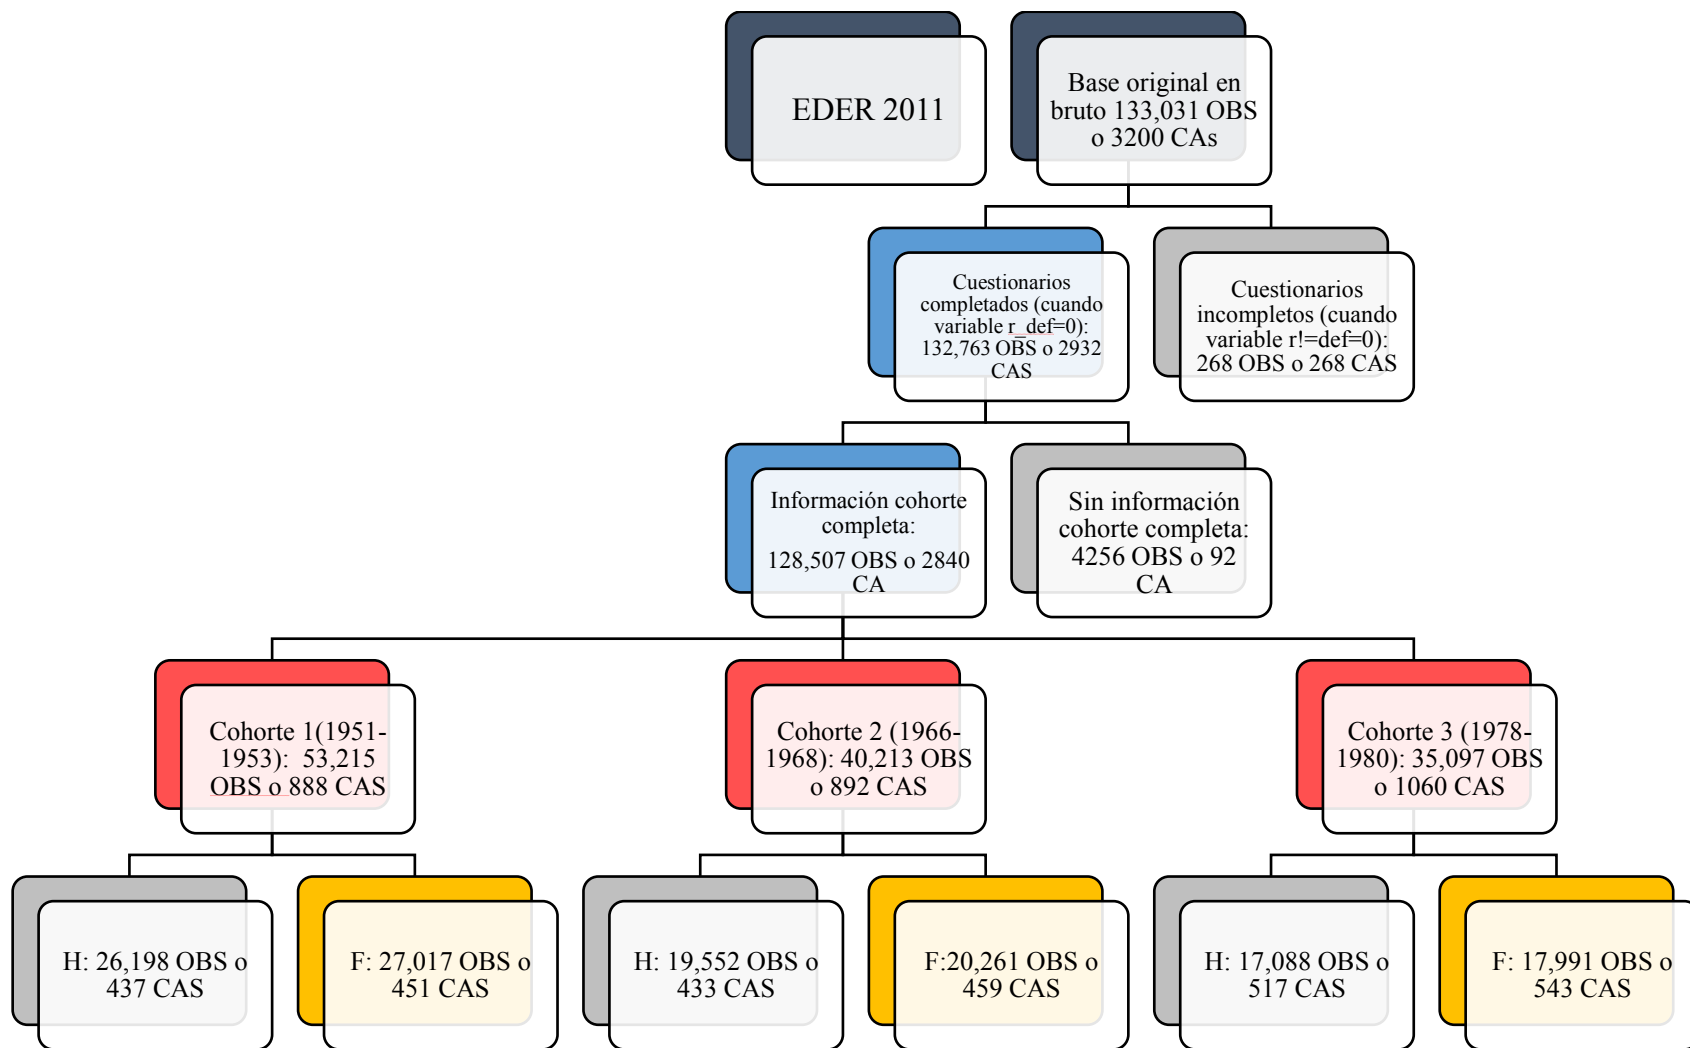 EDER 2011
Base original en
bruto 133,031 OBS
o 3200 CAs
Cuestionarios
completados (cuando
variable r_def=0):
132,763 OBS o 2932
CAS
Cuestionarios
incompletos (cuando
variable r!=def=0):
268 OBS o 268 CAS
Información cohorte
completa:
128,507 OBS o 2840
CA
Sin información
cohorte completa:
4256 OBS o 92
CA
Cohorte 1(1951-
1953): 53,215
OBS o 888 CAS
Cohorte 2 (1966-
1968): 40,213 OBS
o 892 CAS
Cohorte 3 (1978-
1980): 35,097 OBS
o 1060 CAS
H: 26,198 OBS o
437 CAS
F: 27,017 OBS o
451 CAS
H: 19,552 OBS o
433 CAS
F:20,261 OBS o
459 CAS
H: 17,088 OBS o
517 CAS
F: 17,991 OBS o
543 CAS